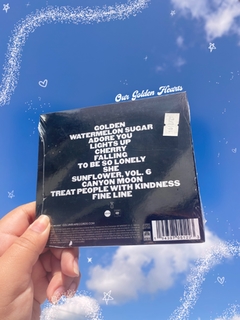 Our Golden Hearts
GOLDEN
WATERMELON SUGAR
ADORE YOU
LIGHTS UP
CHERRY
FALLING
TO BE SO LONELY
SHE
SUNFLOWER, VOL. 6
CANYON MOON
TREAT PEOPLE WITH KINDNESS
FINE LINE